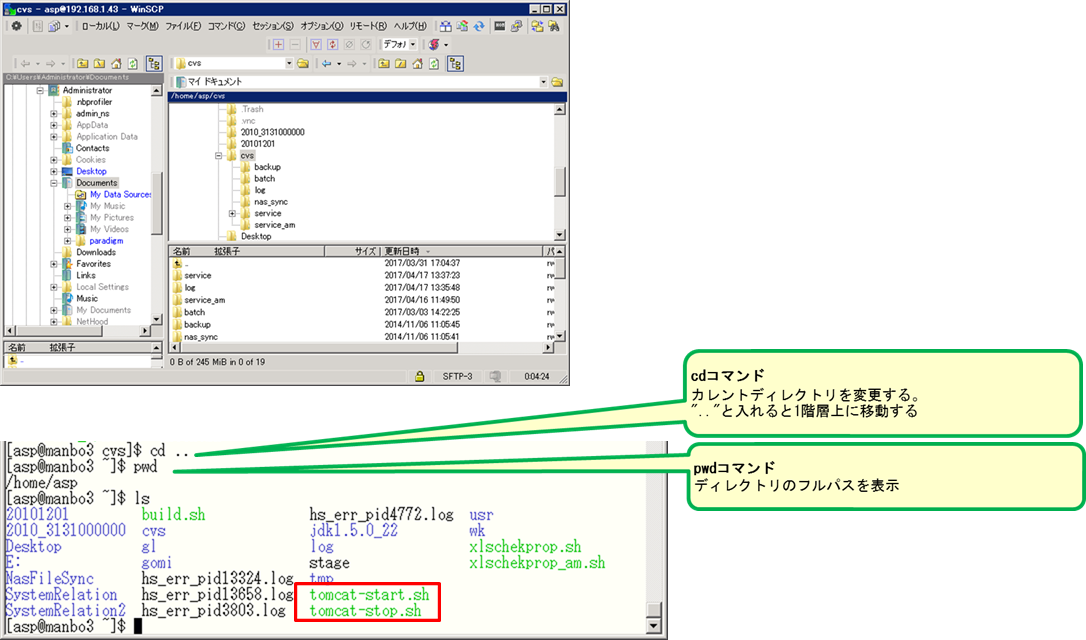 cvs - asp@192.168.1.43 - WinSCP
ローカル(L) マーク(M) ファイル(F) コマンド(C) セッション(S) オプション(O) リモート(R) ヘルプ(H)
デフォル
cvs
C:¥Users¥Administrator¥Documents
マイ ドキュメント
/home/asp/cvs
Administrator
.nbprofiler
admin_ns
AppData
Application Data
Contacts
Cookies
Desktop
Documents
My Data Sources
My Music
My Pictures
My Videos
paradigm
Downloads
Favorites
Links
Local Settings
Music
My Documents
NetHood
名前 拡張子
..
.Trash
.vnc
2010_3131000000
20101201
cvs
backup
batch
log
nas_sync
service
service_am
Desktop
名前 拡張子 サイズ 更新日時 パ
.. 2017/03/31 17:04:37 rw
service 2017/04/17 13:37:23 rw
log 2017/04/17 13:35:48 rw
service_am 2017/04/16 11:49:50 rw
batch 2017/03/03 14:22:25 rw
backup 2014/11/06 11:05:45 rw
nas_sync 2014/11/06 11:05:41 rw
0 B of 245 MiB in 0 of 19
SFTP-3 0:04:24
cdコマンド
カレントディレクトリを変更する。
".."と入れると1階層上に移動する
pwdコマンド
ディレクトリのフルパスを表示
[asp@manbo3 cvs]$ cd ..
[asp@manbo3 ~]$ pwd
/home/asp
[asp@manbo3 ~]$ ls
20101201 build.sh hs_err_pid4772.log usr
2010_3131000000 cvs jdk1.5.0_22 wk
Desktop gl log xlschekprop.sh
E: gomi stage xlschekprop_am.sh
NasFileSync hs_err_pid13324.log tmp
SystemRelation hs_err_pid13658.log tomcat-start.sh
SystemRelation2 hs_err_pid3803.log tomcat-stop.sh
[asp@manbo3 ~]$